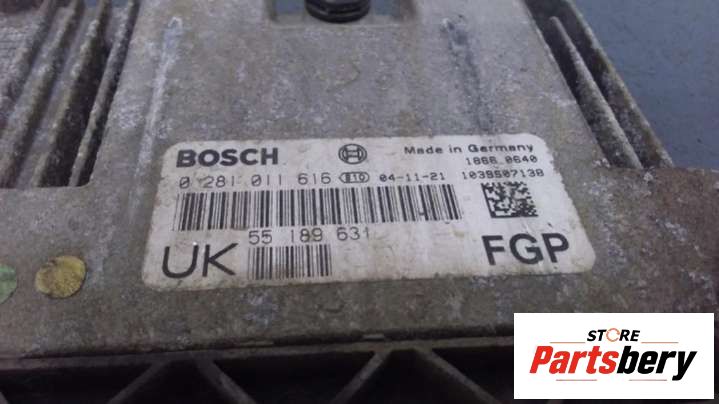 BOSCH
Made in Germany
1866 0640
0 281 011 616 810 04-11-21 1039S07138
55 189 631
UK
FGP
STORE
Partsbery